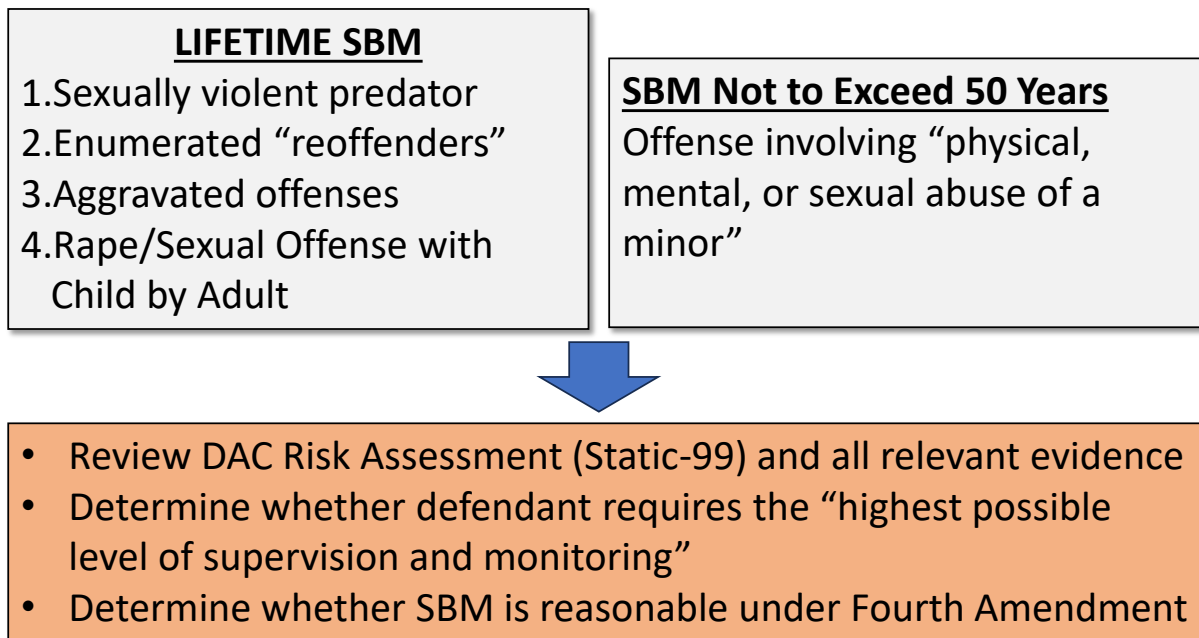 LIFETIME SBM
1.Sexually violent predator
2.Enumerated “reoffenders”
3.Aggravated offenses
4.Rape/Sexual Offense with
Child by Adult
SBM Not to Exceed 50 Years
Offense involving “physical,
mental, or sexual abuse of a
minor”
• Review DAC Risk Assessment (Static-99) and all relevant evidence
• Determine whether defendant requires the “highest possible
level of supervision and monitoring”
• Determine whether SBM is reasonable under Fourth Amendment